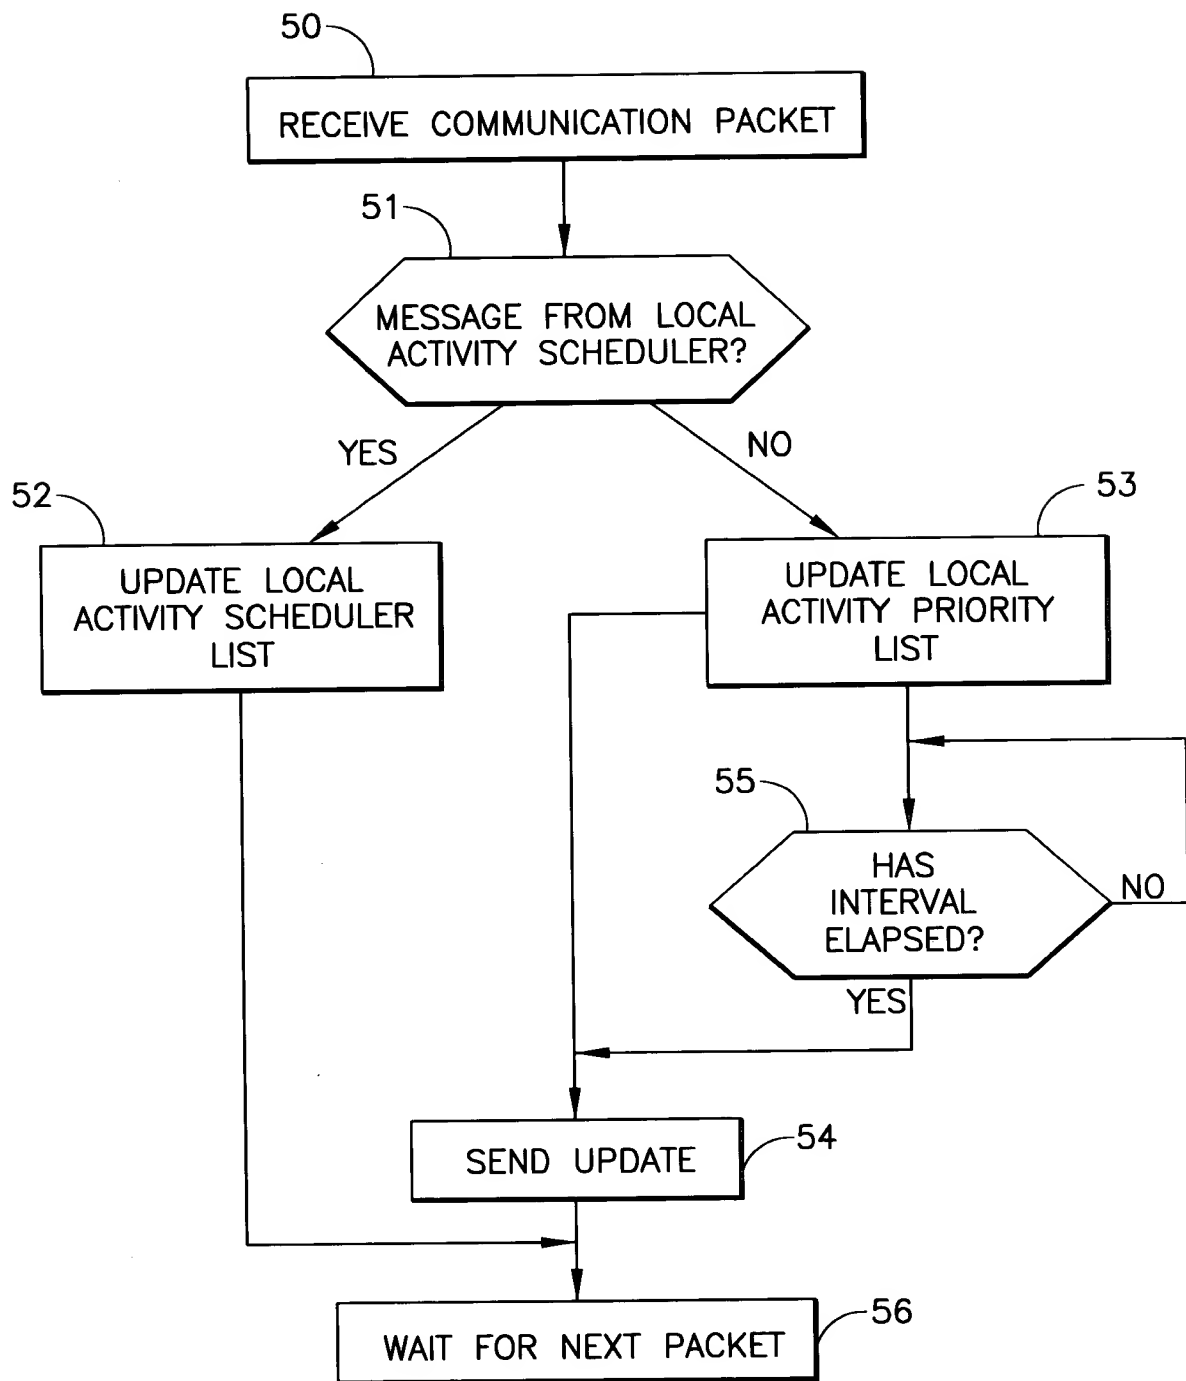 50
RECEIVE COMMUNICATION PACKET
51
MESSAGE FROM LOCAL
ACTIVITY SCHEDULER?
YES
NO
52
UPDATE LOCAL
ACTIVITY SCHEDULER
LIST
53
UPDATE LOCAL
ACTIVITY PRIORITY
LIST
55
HAS
INTERVAL
ELAPSED?
NO
YES
SEND UPDATE
54
WAIT FOR NEXT PACKET
56